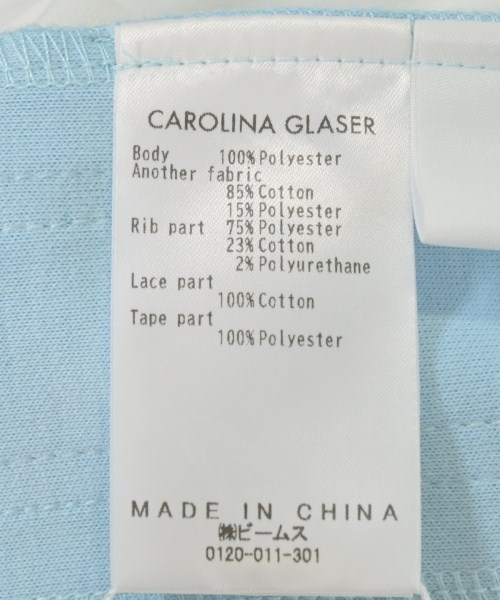 CAROLINA GLASER
Body 100% Polyester
Another fabric
85% Cotton
15% Polyester
Rib part 75% Polyester
23% Cotton
2% Polyurethane
Lace part
100% Cotton
Tape part
100% Polyester
MADE IN CHINA
㈱ビームス
0120-011-301